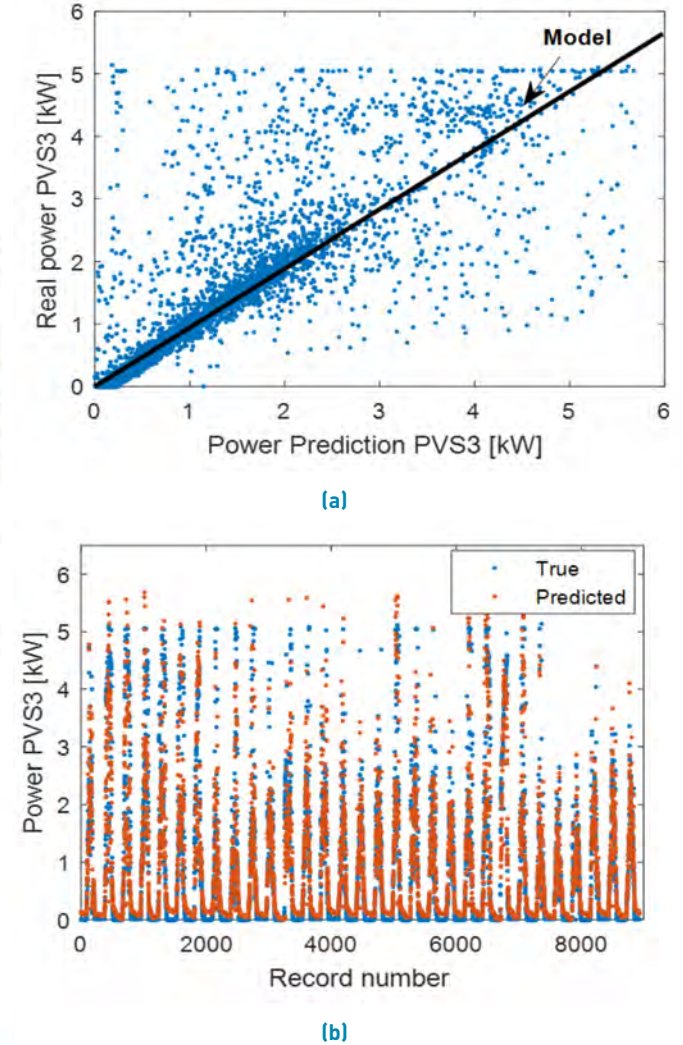 6
5
4
3
2
1
0
Real power PVS3 [kW]
Model
0 1 2 3 4 5 6
Power Prediction PVS3 [kW]
(a)
6
5
4
3
2
1
0
Power PVS3 [kW]
True
Predicted
0 2000 4000 6000 8000
Record number
(b)